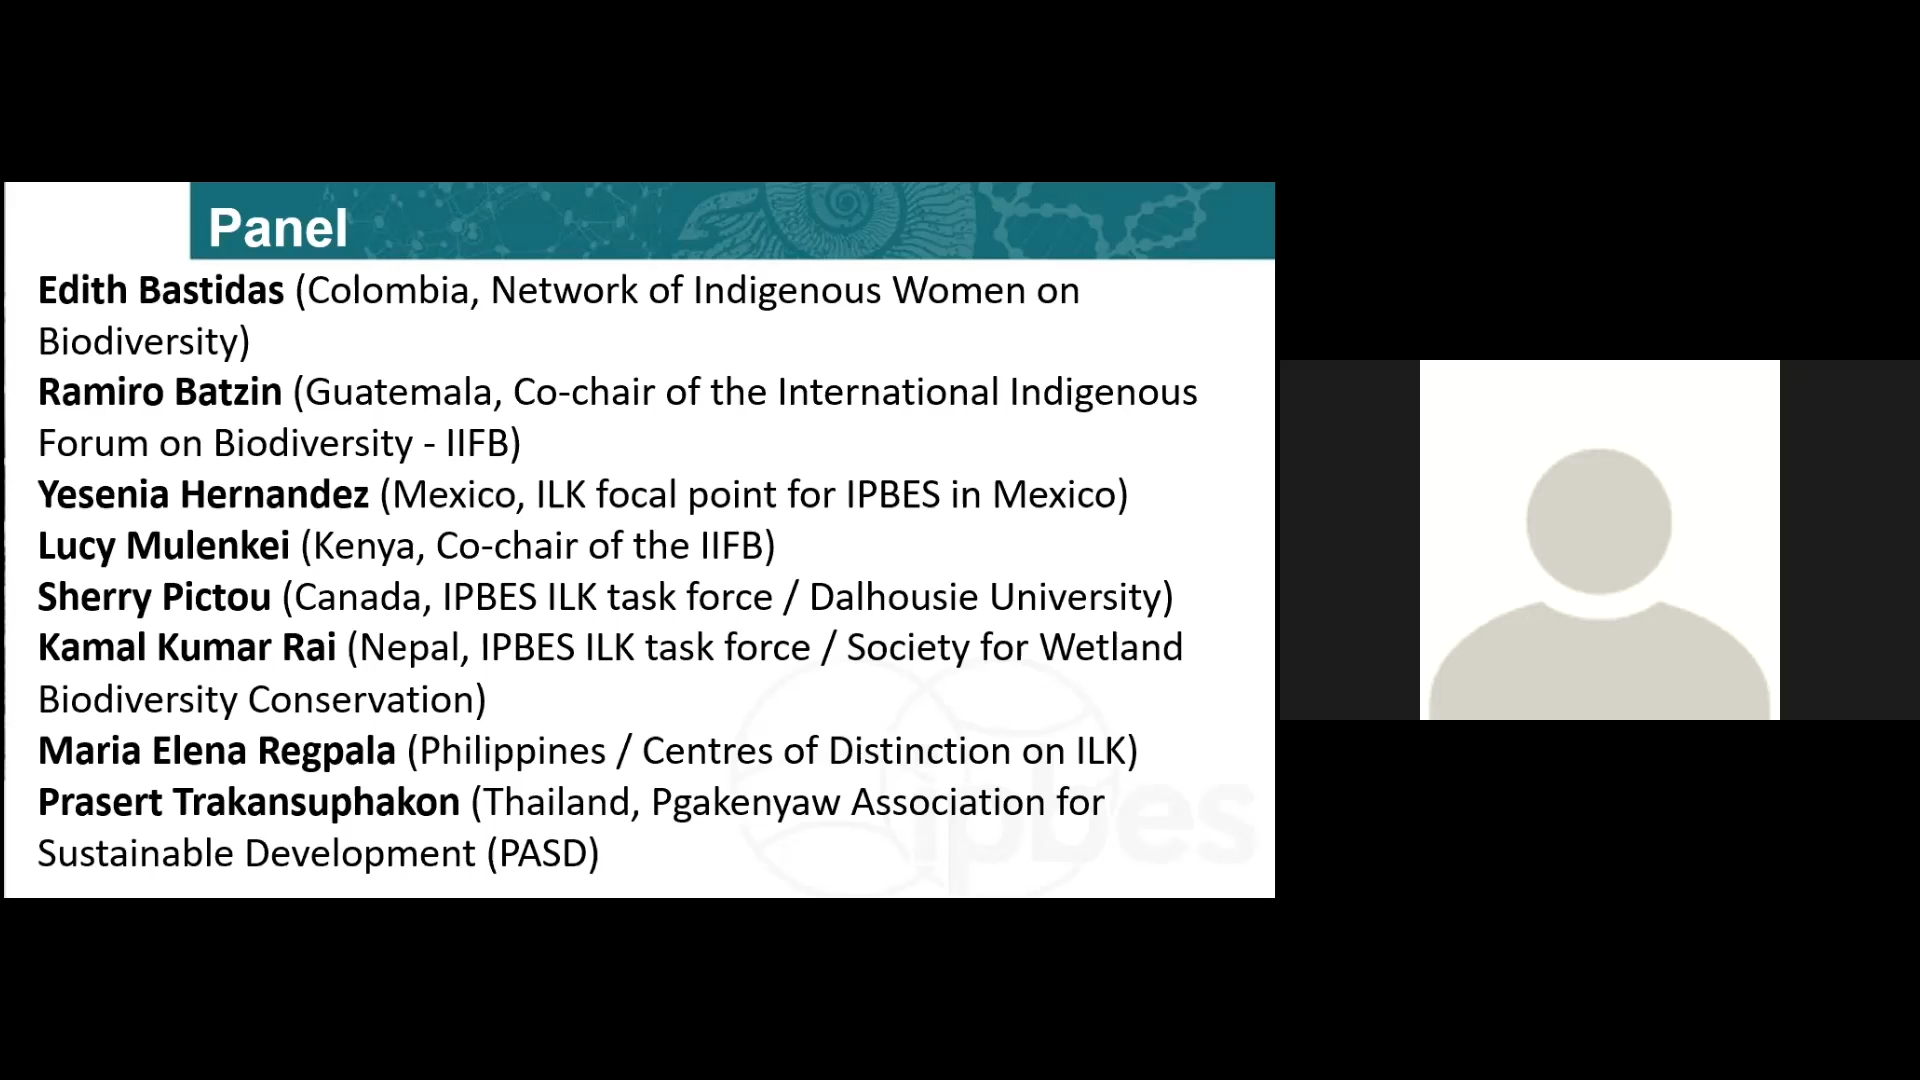 Panel
Edith Bastidas (Colombia, Network of Indigenous Women on
Biodiversity)
Ramiro Batzin (Guatemala, Co-chair of the International Indigenous
Forum on Biodiversity - IIFB)
Yesenia Hernandez (Mexico, ILK focal point for IPBES in Mexico)
Lucy Mulenkei (Kenya, Co-chair of the IIFB)
Sherry Pictou (Canada, IPBES ILK task force / Dalhousie University)
Kamal Kumar Rai (Nepal, IPBES ILK task force / Society for Wetland
Biodiversity Conservation)
Maria Elena Regpala (Philippines / Centres of Distinction on ILK)
Prasert Trakansuphakon (Thailand, Pgakenyaw Association for
Sustainable Development (PASD)
ipbes